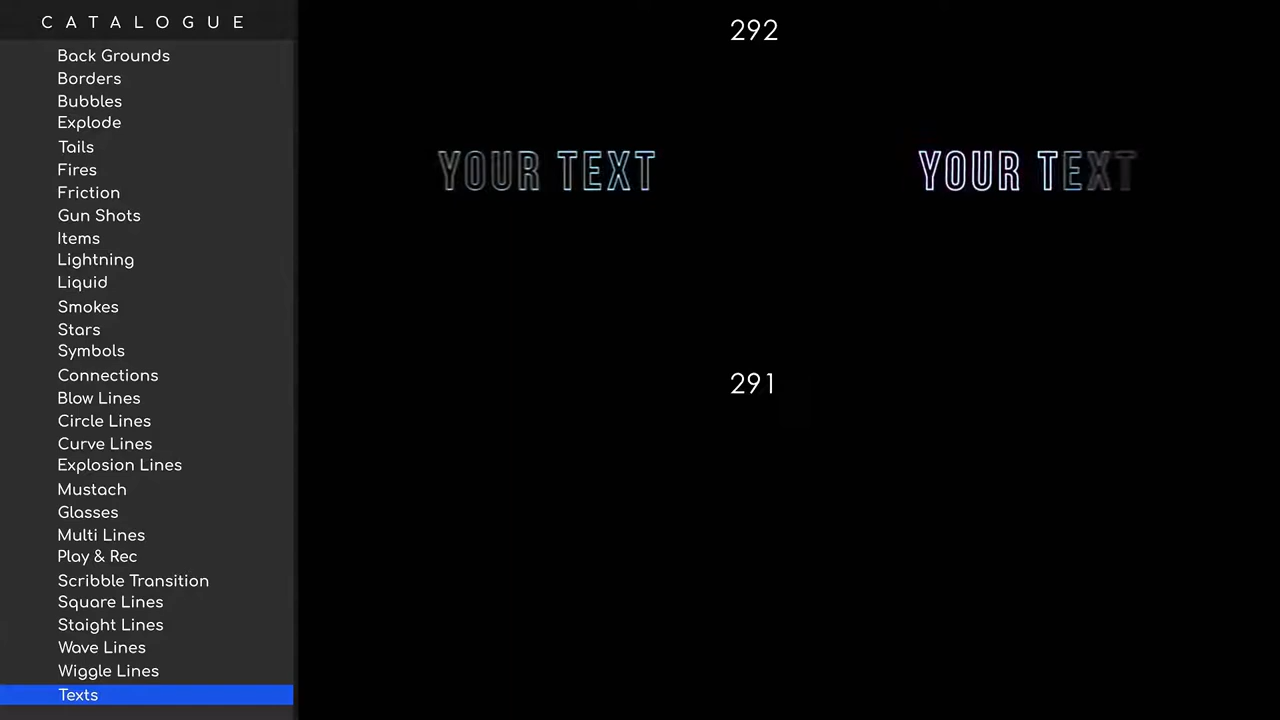 CATALOGUE
Back Grounds
Borders
Bubbles
Explode
Tails
Fires
Friction
Gun Shots
Items
Lightning
Liquid
Smokes
Stars
Symbols
Connections
Blow Lines
Circle Lines
Curve Lines
Explosion Lines
Mustach
Glasses
Multi Lines
Play & Rec
Scribble Transition
Square Lines
Staight Lines
Wave Lines
Wiggle Lines
Texts
292
YOUR TEXT
YOUR TEXT
291